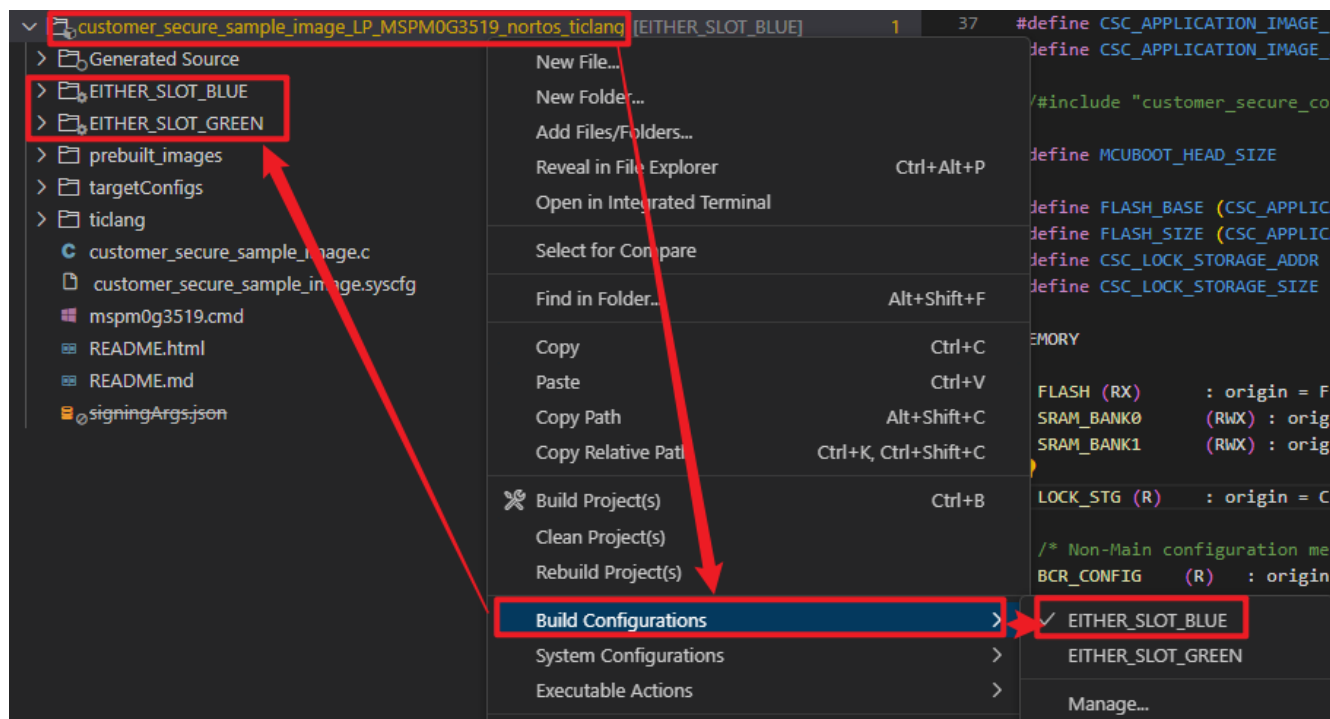 customer_secure_sample_image_LP_MSPM0G3519_nortos_ticlang [EITHER_SLOT_BLUE] 1
Generated Source
EITHER_SLOT_BLUE
EITHER_SLOT_GREEN
prebuilt_images
targetConfigs
ticlang
customer_secure_sample_image.c
customer_secure_sample_image.syscfg
mspm0g3519.cmd
README.html
README.md
signingArgs.json
New File...
New Folder...
Add Files/Folders...
Reveal in File Explorer Ctrl+Alt+P
Open in Integrated Terminal
Select for Compare
Find in Folder... Alt+Shift+F
Copy Ctrl+C
Paste Ctrl+V
Copy Path Alt+Shift+C
Copy Relative Path Ctrl+K, Ctrl+Shift+C
Build Project(s) Ctrl+B
Clean Project(s)
Rebuild Project(s)
Build Configurations
System Configurations
Executable Actions
EITHER_SLOT_BLUE
EITHER_SLOT_GREEN
Manage...
37 #define CSC_APPLICATION_IMAGE_
define CSC_APPLICATION_IMAGE_
/#include "customer_secure_co
define MCUBOOT_HEAD_SIZE
define FLASH_BASE (CSC_APPLIC
define FLASH_SIZE (CSC_APPLIC
define CSC_LOCK_STORAGE_ADDR
define CSC_LOCK_STORAGE_SIZE
EMORY
FLASH (RX) : origin = F
SRAM_BANK0 (RWX) : orig
SRAM_BANK1 (RWX) : orig
LOCK_STG (R) : origin = C
/* Non-Main configuration me
BCR_CONFIG (R) : origin